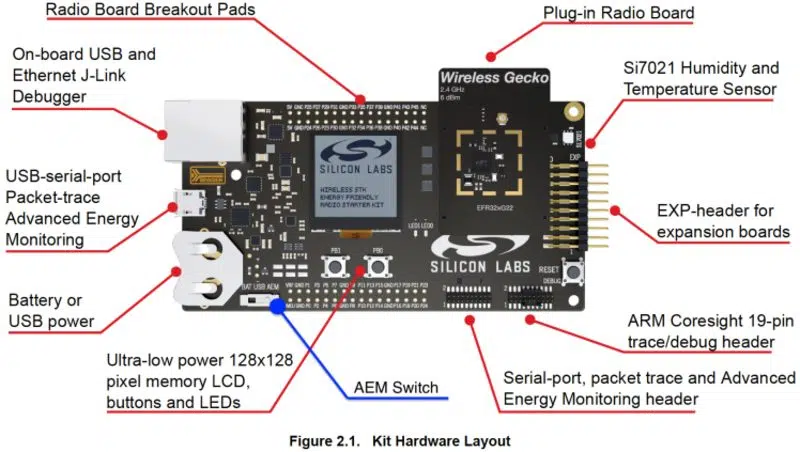 Radio Board Breakout Pads
Plug-in Radio Board
On-board USB and
Ethernet J-Link
Debugger
Si7021 Humidity and
Temperature Sensor
USB-serial-port
Packet-trace
Advanced Energy
Monitoring
EXP-header for
expansion boards
Battery or
USB power
ARM Coresight 19-pin
trace/debug header
Ultra-low power 128x128
pixel memory LCD,
buttons and LEDs
AEM Switch
Serial-port, packet trace and Advanced
Energy Monitoring header
Wireless Gecko
2.4 GHz
6 dBm
EFR32xG22
SILICON LABS
WIRELESS STK
ENERGY FRIENDLY
RADIO STARTER KIT
SILICON LABS
Si7021
EXP
LED1 LED0
PB1
PB0
RESET
DEBUG
BAT USB AEM
Figure 2.1. Kit Hardware Layout